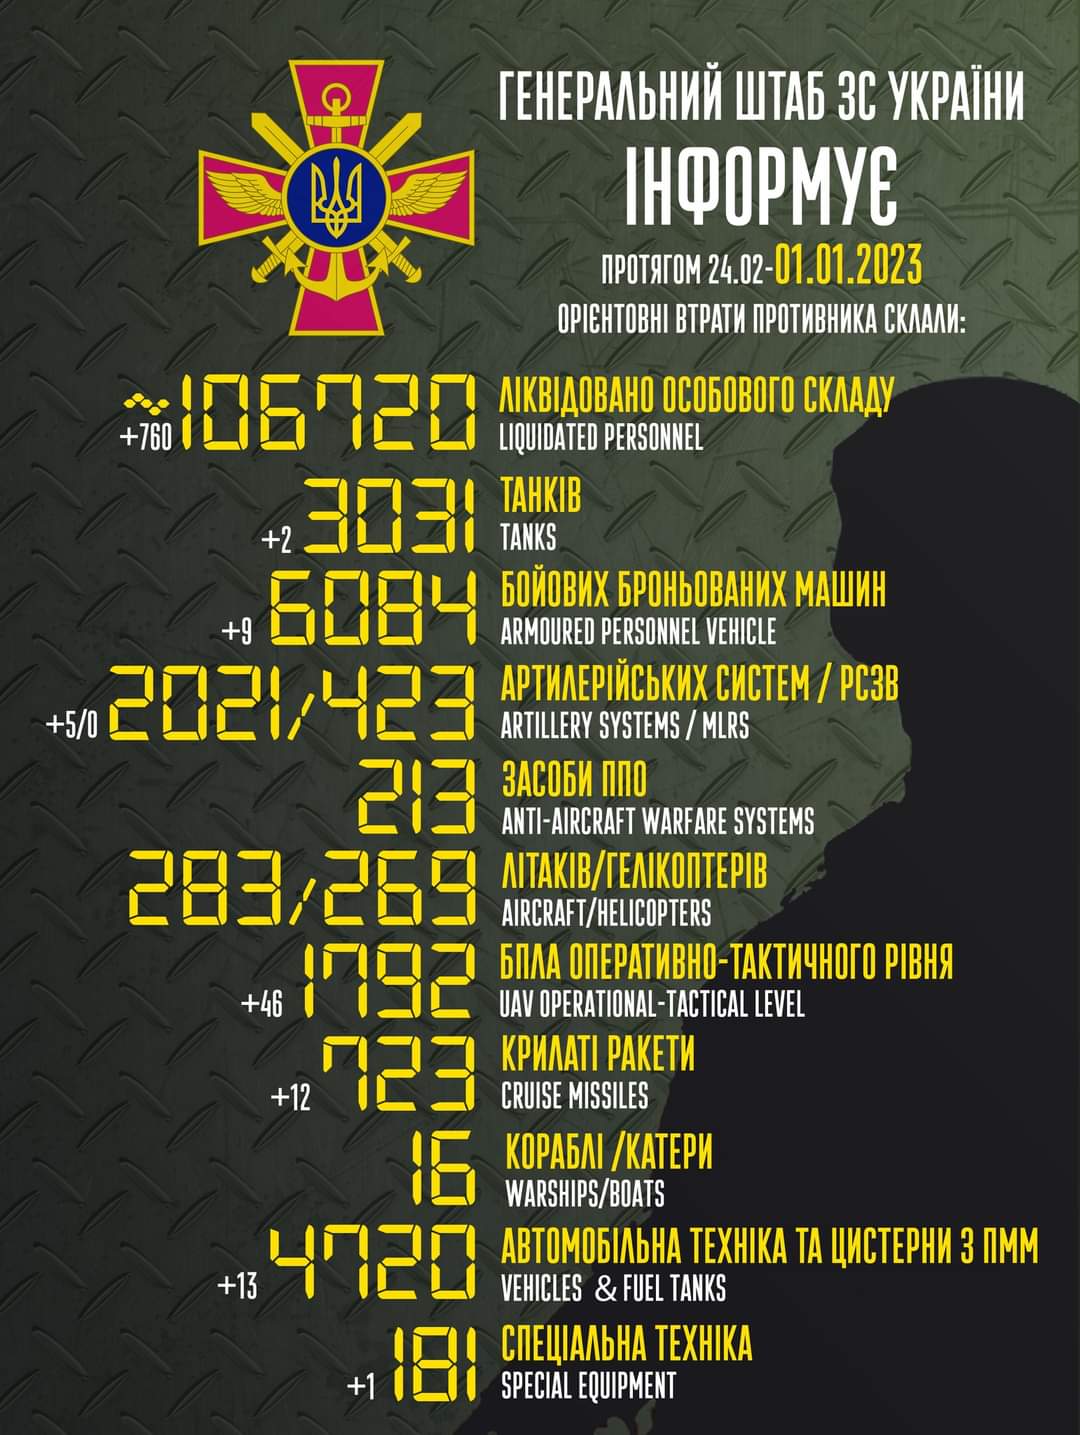 ГЕНЕРАЛЬНИЙ ШТАБ ЗС УКРАЇНИ
ІНФОРМУЄ
ПРОТЯГОМ 24.02-01.01.2023
ОРІЄНТОВНІ ВТРАТИ ПРОТИВНИКА СКЛАЛИ:
+760 ~106720 ЛІКВІДОВАНО ОСОБОВОГО СКЛАДУ
LIQUIDATED PERSONNEL
+2 3031 ТАНКІВ
TANKS
+9 6084 БОЙОВИХ БРОНЬОВАНИХ МАШИН
ARMOURED PERSONNEL VEHICLE
+5/0 2021/423 АРТИЛЕРІЙСЬКИХ СИСТЕМ / РСЗВ
ARTILLERY SYSTEMS / MLRS
213 ЗАСОБИ ППО
ANTI-AIRCRAFT WARFARE SYSTEMS
283/269 ЛІТАКІВ/ГЕЛІКОПТЕРІВ
AIRCRAFT/HELICOPTERS
+46 1792 БПЛА ОПЕРАТИВНО-ТАКТИЧНОГО РІВНЯ
UAV OPERATIONAL-TACTICAL LEVEL
+12 723 КРИЛАТІ РАКЕТИ
CRUISE MISSILES
16 КОРАБЛІ /КАТЕРИ
WARSHIPS/BOATS
+13 4720 АВТОМОБІЛЬНА ТЕХНІКА ТА ЦИСТЕРНИ З ПММ
VEHICLES & FUEL TANKS
+1 181 СПЕЦІАЛЬНА ТЕХНІКА
SPECIAL EQUIPMENT